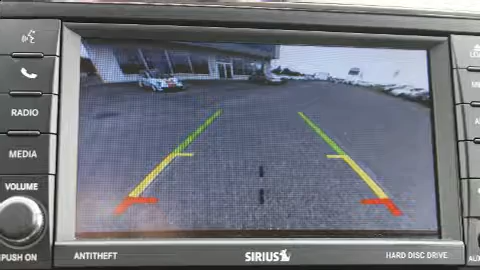 RADIO
MEDIA
VOLUME
PUSH ON
ANTITHEFT
SIRIUS
HARD DISC DRIVE